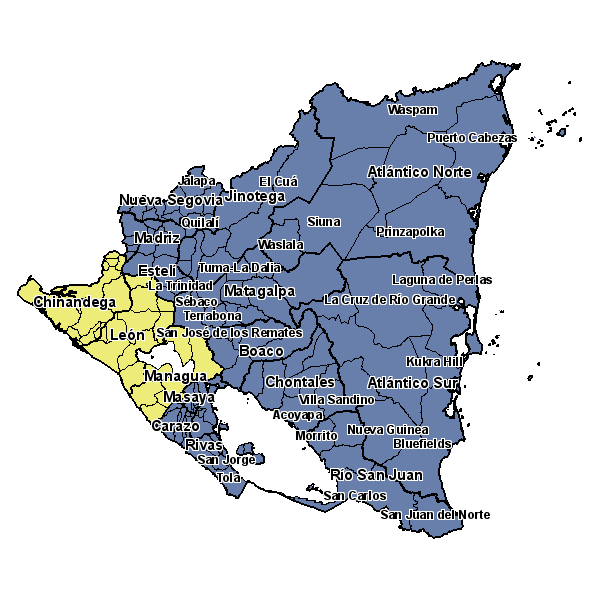 Waspam
Puerto Cabezas
Atlántico Norte
El Cuá
Jalapa
Jinotega
Nueva Segovia
Siuna
Quilalí
Prinzapolka
Madriz
Waslala
Estelí
Tuma-La Dalia
Laguna de Perlas
La Trinidad
Matagalpa
La Cruz de Río Grande
Sebaco
Chinandega
Terrabona
San José de los Remates
León
Boaco
Kukra Hill
Managua
Chontales
Atlántico Sur
Masaya
Villa Sandino
Acoyapa
Carazo
Nueva Guinea
Morrito
Bluefields
Rivas
San Jorge
Río San Juan
Tola
San Carlos
San Juan del Norte